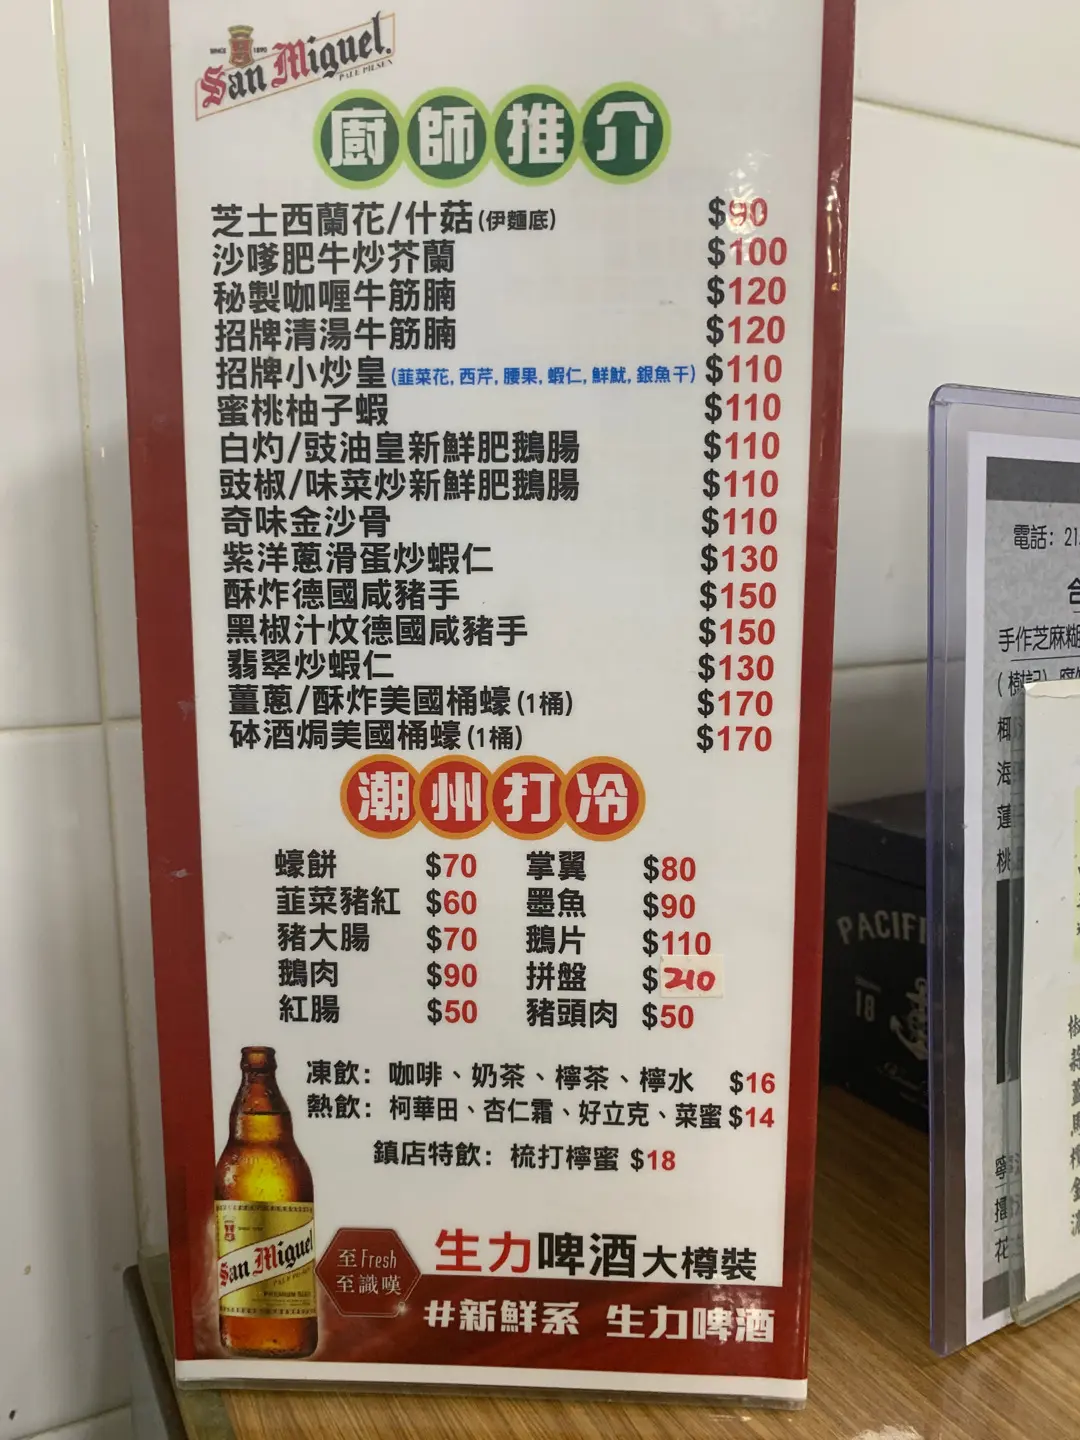 SINCE 1890
San Miguel
PALE PILSEN
廚師推介
芝士西蘭花/什菇(伊麵底) $90
沙嗲肥牛炒芥蘭 $100
秘製咖喱牛筋腩 $120
招牌清湯牛筋腩 $120
招牌小炒皇(韮菜花,西芹,腰果,蝦仁,鮮魷,銀魚干) $110
蜜桃柚子蝦 $110
白灼/豉油皇新鮮肥鵝腸 $110
豉椒/味菜炒新鮮肥鵝腸 $110
奇味金沙骨 $110
紫洋蔥滑蛋炒蝦仁 $130
酥炸德國咸豬手 $150
黑椒汁炆德國咸豬手 $150
翡翠炒蝦仁 $130
薑蔥/酥炸美國桶蠔(1桶) $170
砵酒焗美國桶蠔(1桶) $170
潮州打冷
蠔餅 $70 掌翼 $80
韮菜豬紅 $60 墨魚 $90
豬大腸 $70 鵝片 $110
鵝肉 $90 拼盤 $210
紅腸 $50 豬頭肉 $50
凍飲：咖啡、奶茶、檸茶、檸水 $16
熱飲：柯華田、杏仁霜、好立克、菜蜜 $14
鎮店特飲：梳打檸蜜 $18
San Miguel
至Fresh
至識嘆
生力啤酒大樽裝
#新鮮系 生力啤酒
電話：21
手作芝麻糊
PACIFI
18